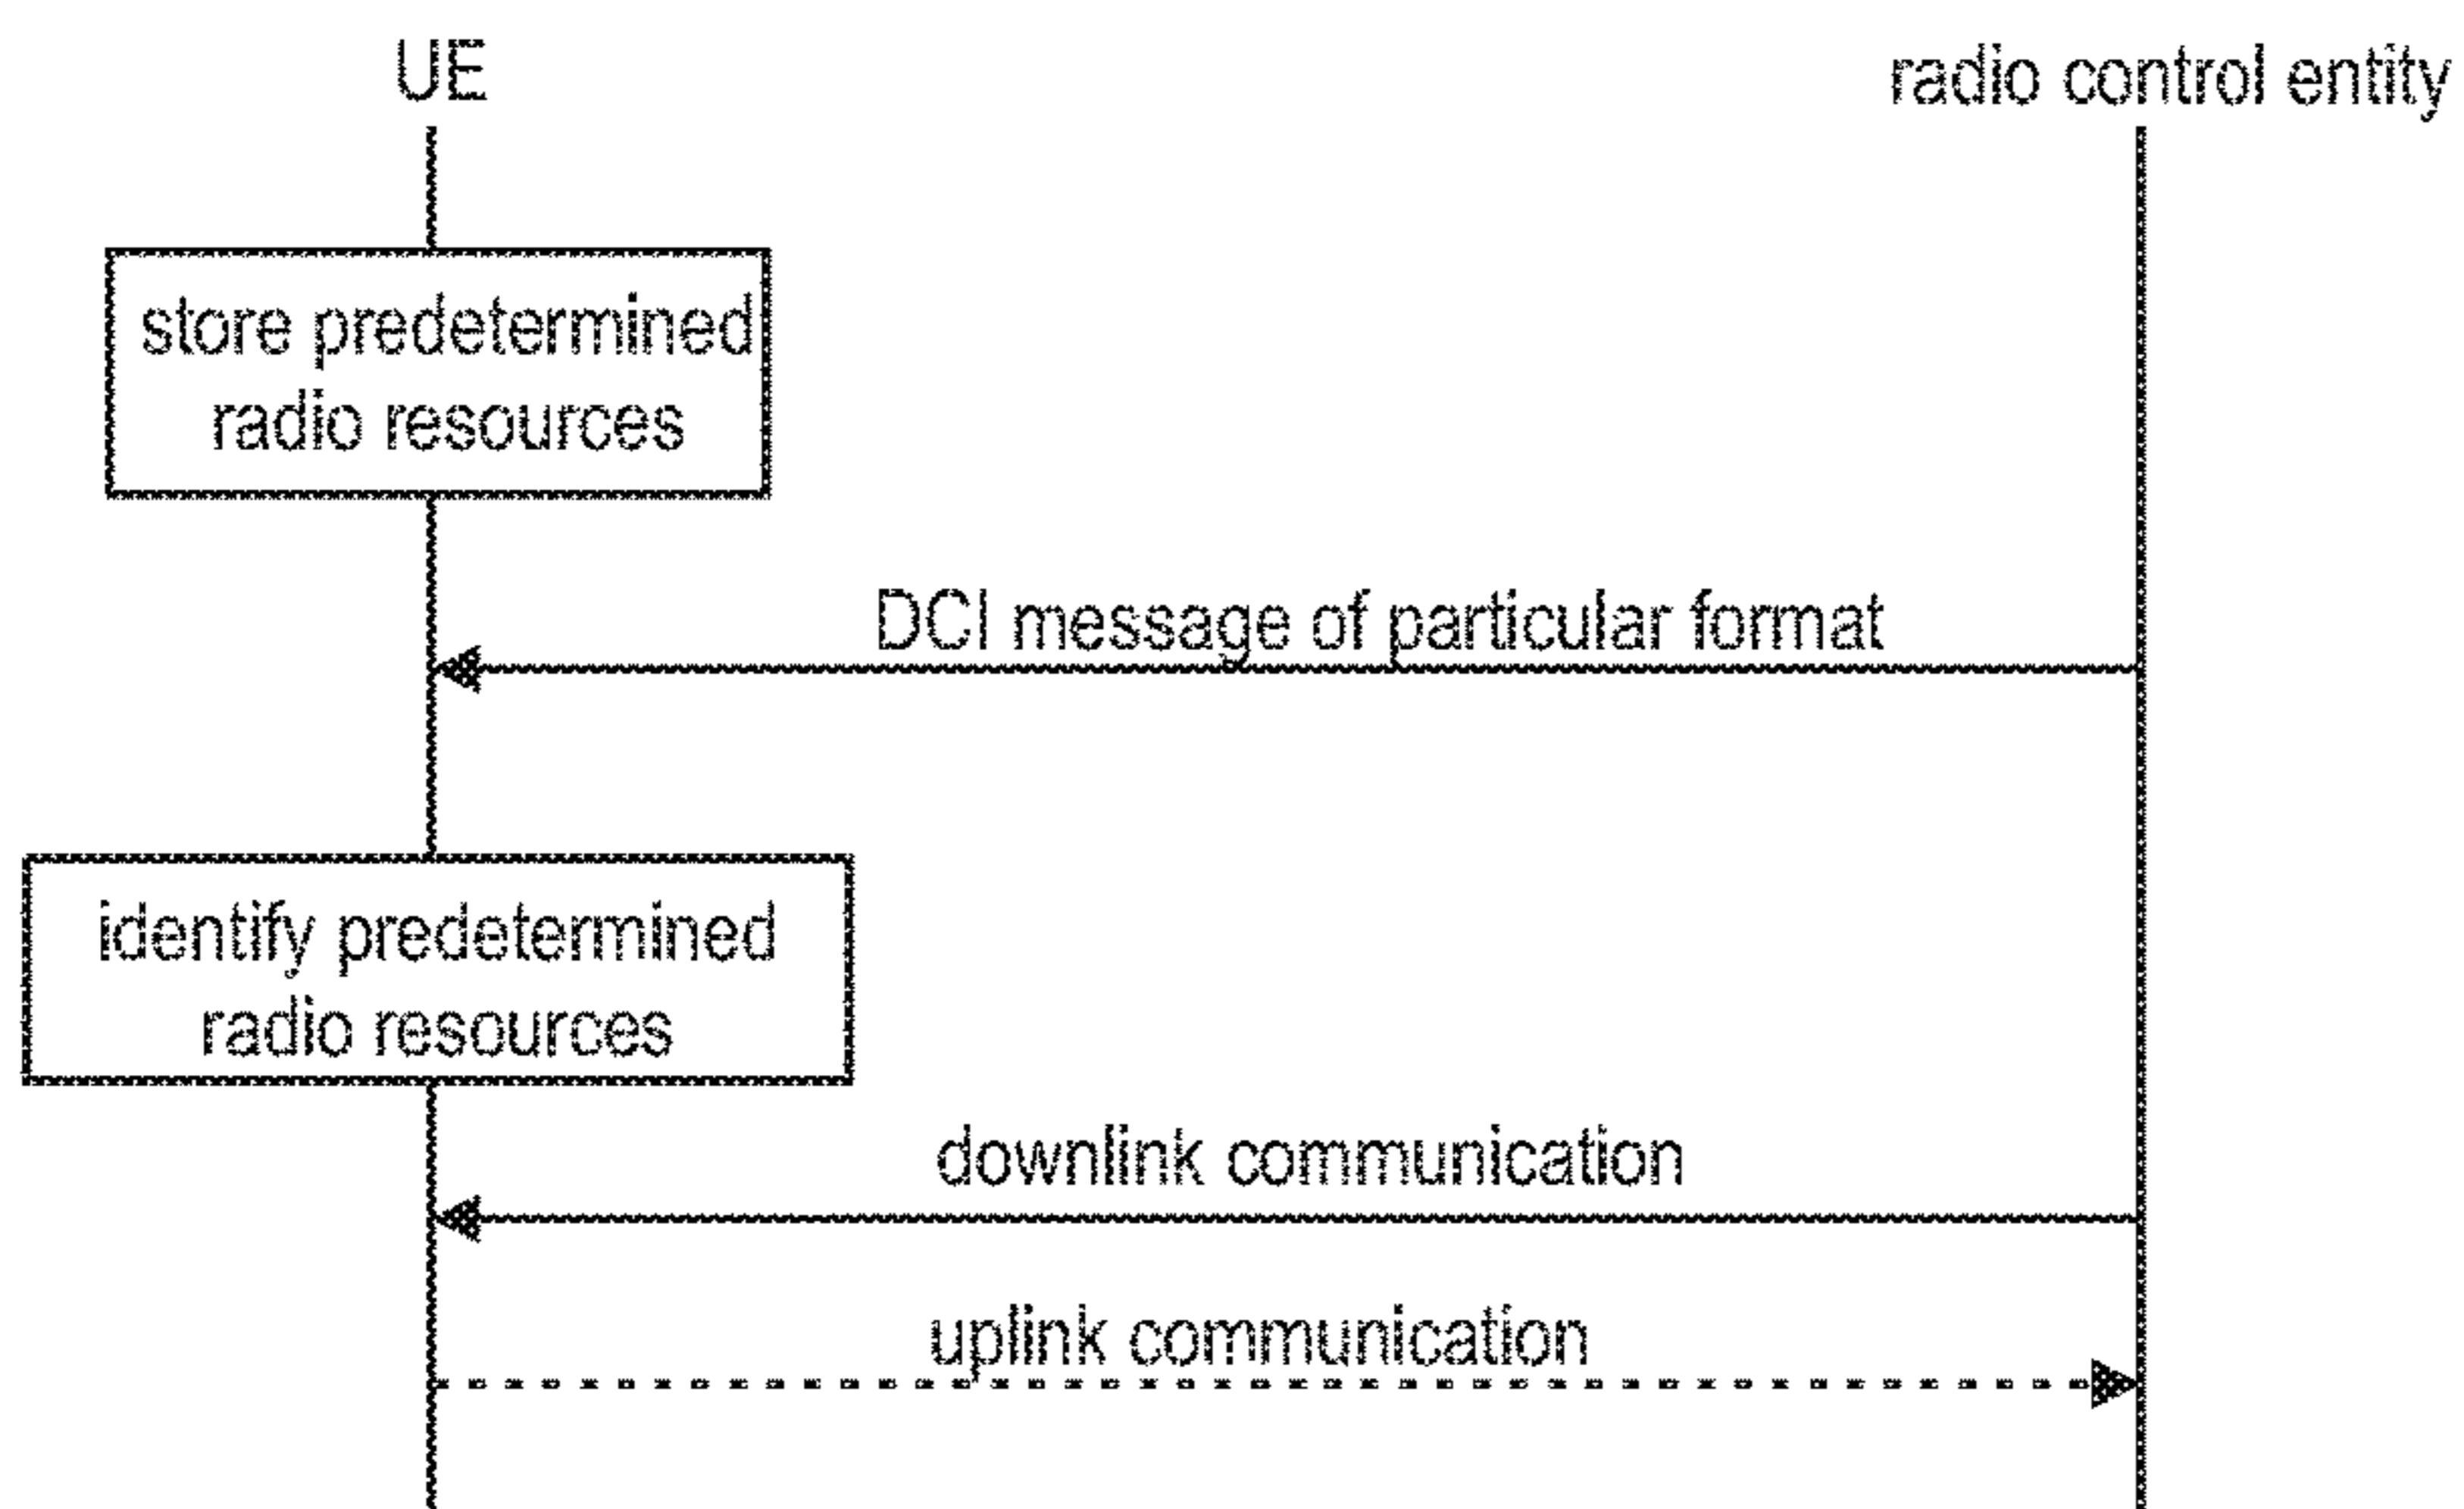 UE
radio control entity
store predetermined
radio resources
DCI message of particular format
identify predetermined
radio resources
downlink communication
uplink communication